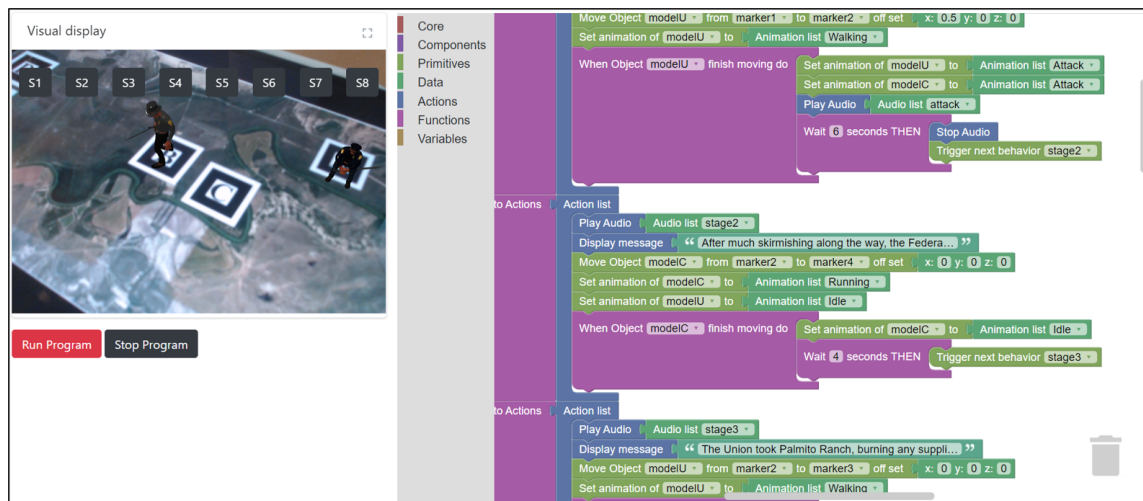 Visual display
S1 S2 S3 S4 S5 S6 S7 S8
Run Program Stop Program
Core
Components
Primitives
Data
Actions
Functions
Variables
Move Object modelU from marker1 to marker2 off set x: 0.5 y: 0 z: 0
Set animation of modelU to Animation list Walking
When Object modelU finish moving do Set animation of modelU to Animation list Attack
Set animation of modelC to Animation list Attack
Play Audio Audio list attack
Wait 6 seconds THEN Stop Audio
Trigger next behavior stage2
to Actions Action list
Play Audio Audio list stage2
Display message “ After much skirmishing along the way, the Federa... ”
Move Object modelC from marker2 to marker4 off set x: 0 y: 0 z: 0
Set animation of modelC to Animation list Running
Set animation of modelU to Animation list Idle
When Object modelC finish moving do Set animation of modelC to Animation list Idle
Wait 4 seconds THEN Trigger next behavior stage3
to Actions Action list
Play Audio Audio list stage3
Display message “ The Union took Palmito Ranch, burning any suppli... ”
Move Object modelU from marker2 to marker3 off set x: 0 y: 0 z: 0
Set animation of modelU to Animation list Walking